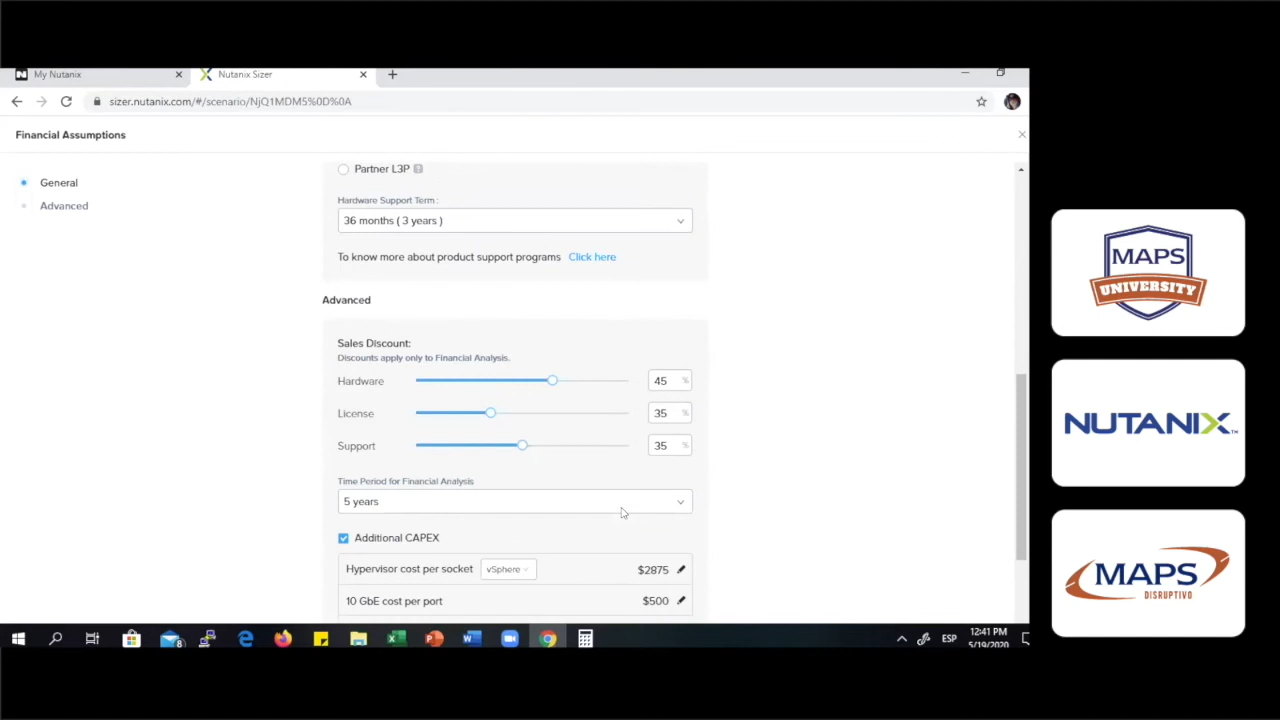 My Nutanix
Nutanix Sizer
sizer.nutanix.com/#/scenario/NjQ1MDM5%0D%0A
Financial Assumptions
General
Advanced
Partner L3P ?
Hardware Support Term :
36 months ( 3 years )
To know more about product support programs Click here
Advanced
Sales Discount:
Discounts apply only to Financial Analysis.
Hardware 45 %
License 35 %
Support 35 %
Time Period for Financial Analysis
5 years
Additional CAPEX
Hypervisor cost per socket vSphere $2875
10 GbE cost per port $500
8
ESP
12:41 PM
5/19/2020
MAPS
UNIVERSITY
NUTANIX™
MAPS
DISRUPTIVO